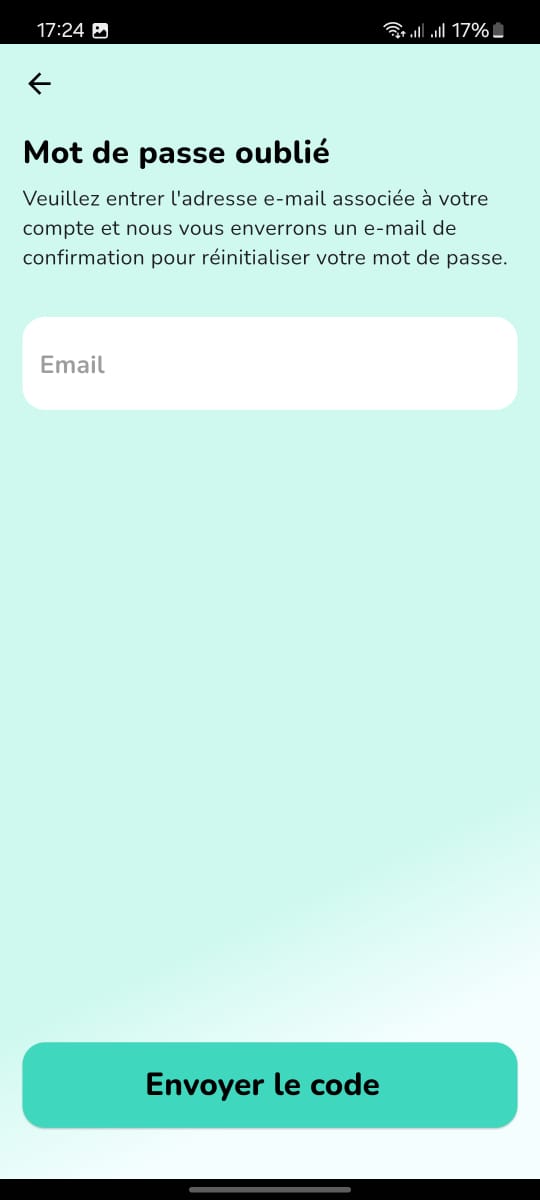 17:24
17%
Mot de passe oublié
Veuillez entrer l'adresse e-mail associée à votre
compte et nous vous enverrons un e-mail de
confirmation pour réinitialiser votre mot de passe.
Email
Envoyer le code